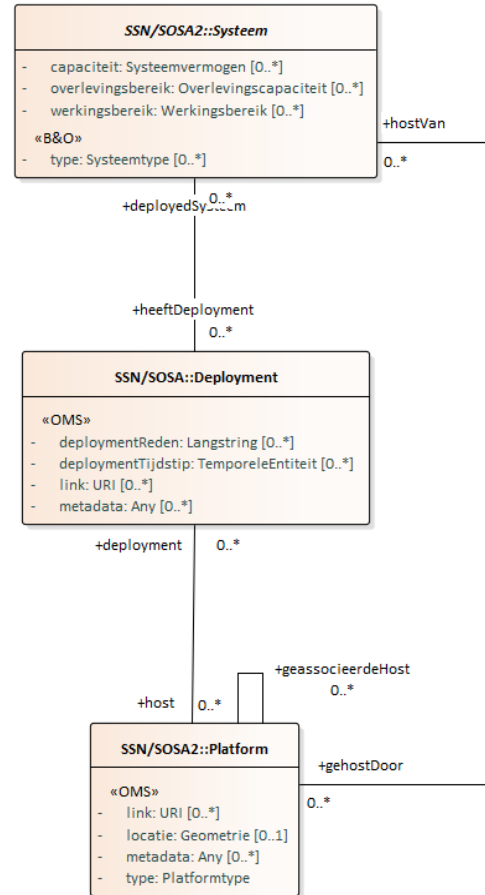 SSN/SOSA2::Systeem
- capaciteit: Systeemvermogen [0..*]
- overlevingsbereik: Overlevingscapaciteit [0..*]
- werkingsbereik: Werkingsbereik [0..*]
«B&O»
- type: Systeemtype [0..*]
+hostVan
0..*
0..*
+deployedSysteem
+heeftDeployment
0..*
SSN/SOSA::Deployment
«OMS»
- deploymentReden: Langstring [0..*]
- deploymentTijdstip: TemporeleEntiteit [0..*]
- link: URI [0..*]
- metadata: Any [0..*]
+deployment 0..*
+geassocieerdeHost
0..*
+host 0..*
SSN/SOSA2::Platform
«OMS»
- link: URI [0..*]
- locatie: Geometrie [0..1]
- metadata: Any [0..*]
- type: Platformtype
+gehostDoor
0..*